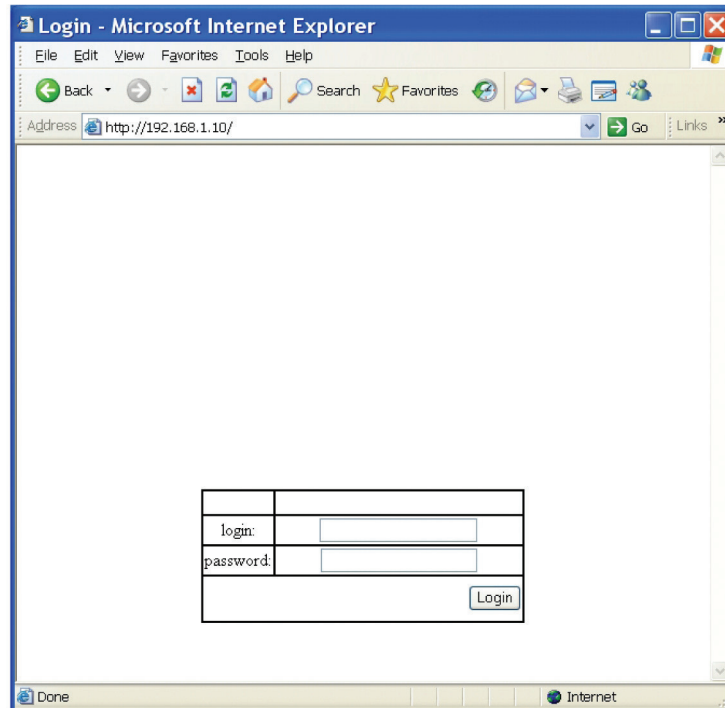 Login - Microsoft Internet Explorer
File Edit View Favorites Tools Help
Back Search Favorites
Address http://192.168.1.10/ Go Links »
login:
password:
Login
Done Internet